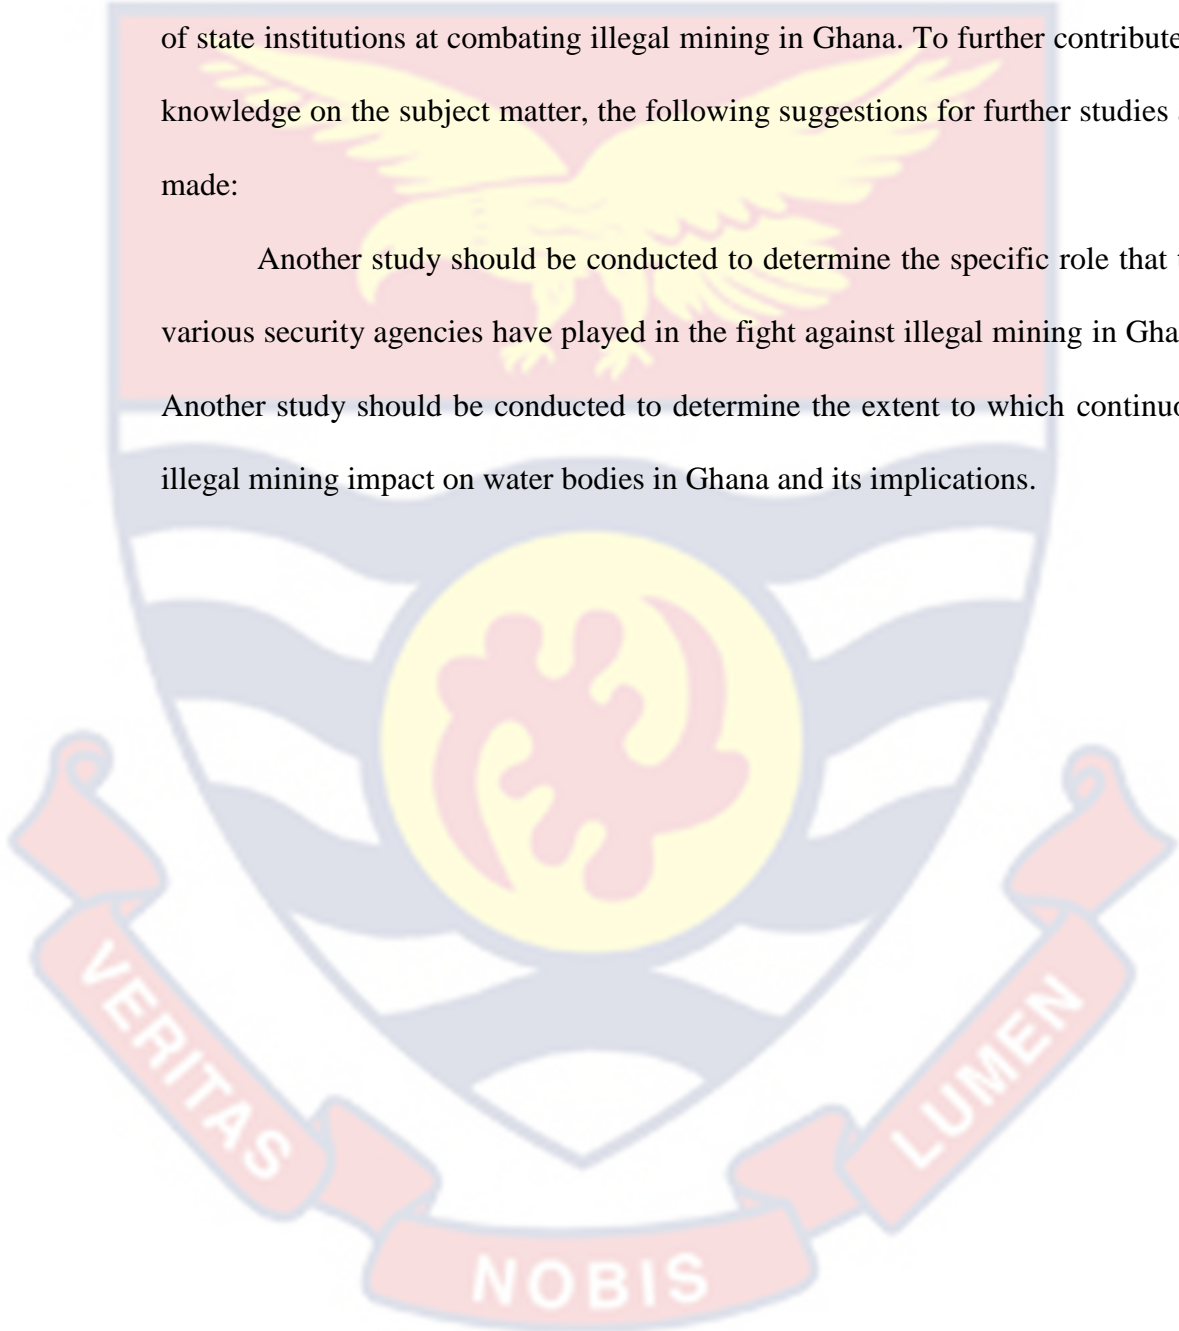 of state institutions at combating illegal mining in Ghana. To further contribute
knowledge on the subject matter, the following suggestions for further studies
made:
Another study should be conducted to determine the specific role that
various security agencies have played in the fight against illegal mining in Gha
Another study should be conducted to determine the extent to which continuo
illegal mining impact on water bodies in Ghana and its implications.
VERITAS
NOBIS
LUMEN